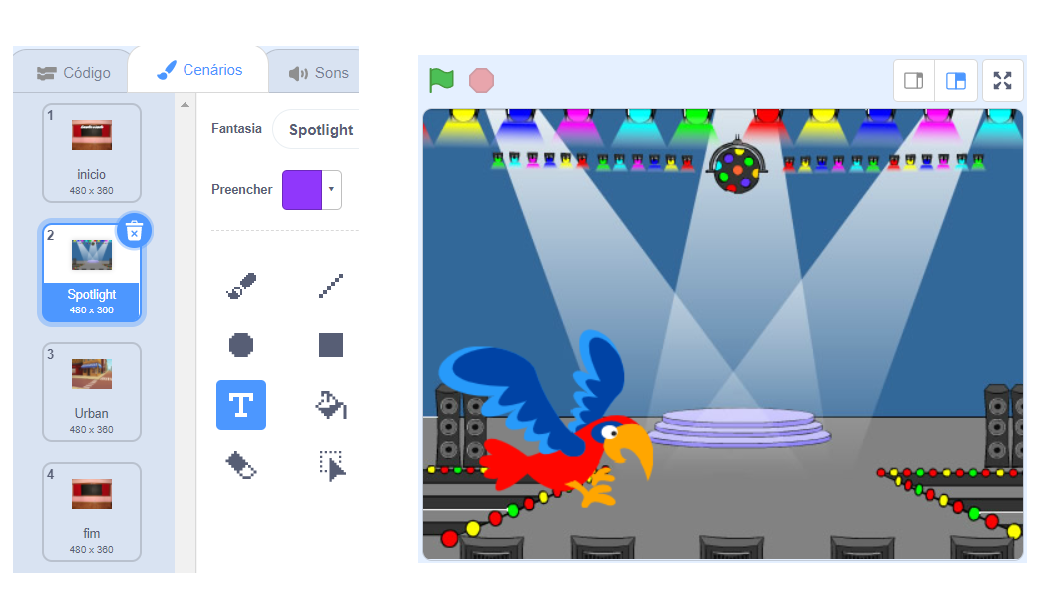 Código
Cenários
Sons
1
inicio
480 x 360
2
Spotlight
480 x 300
3
Urban
480 x 360
4
fim
480 x 360
Fantasia
Spotlight
Preencher
T